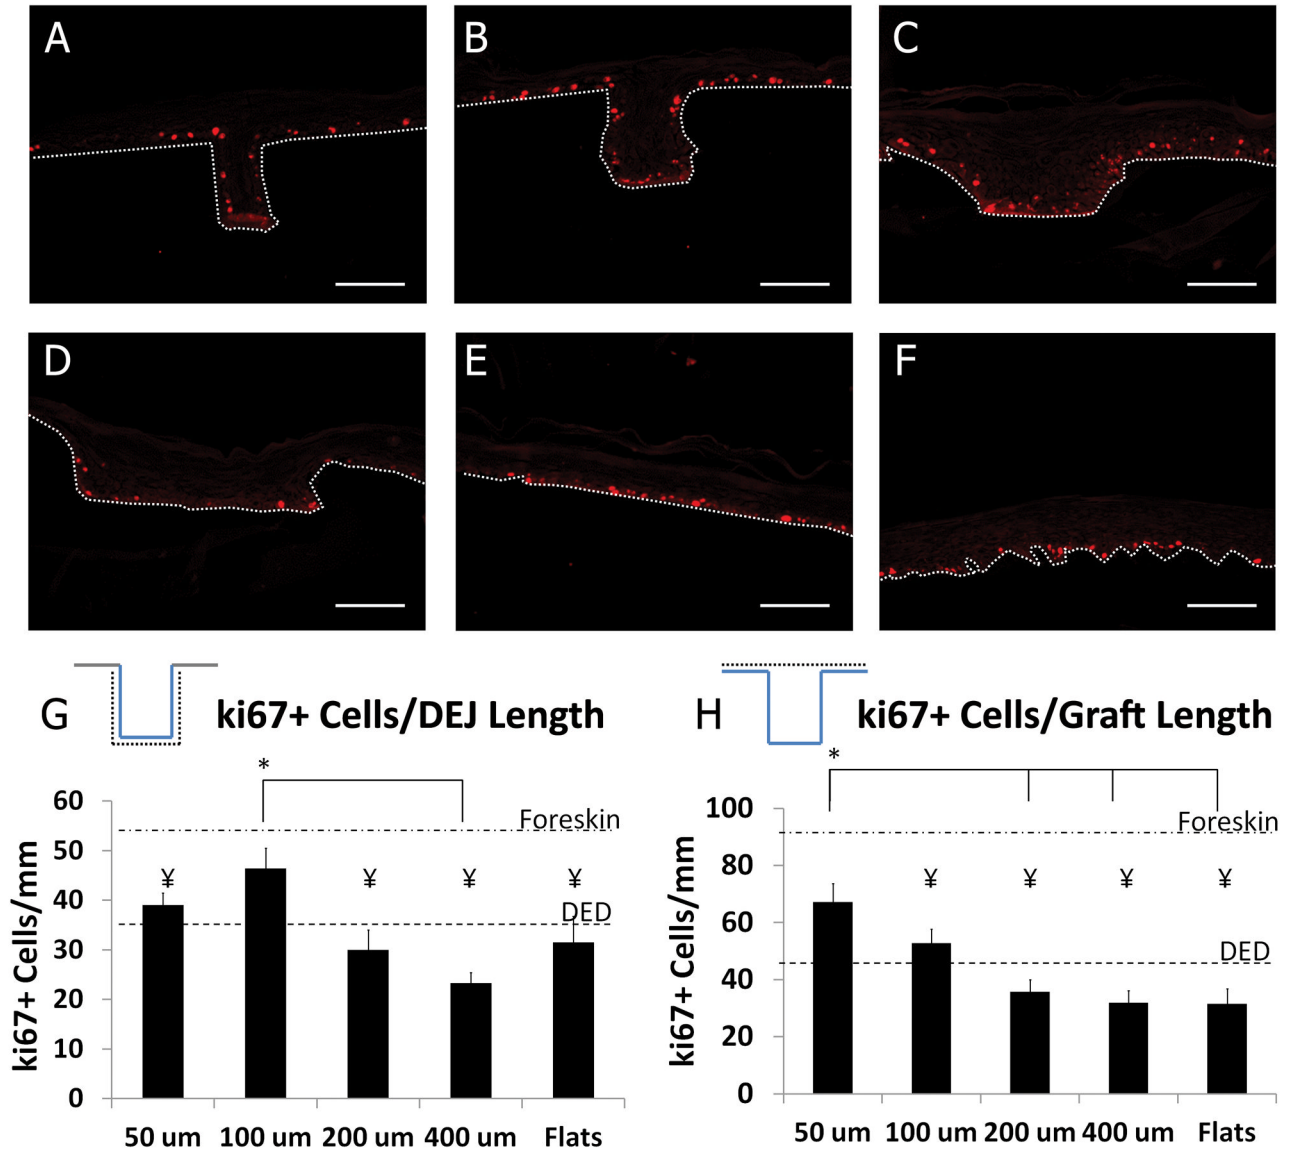 A
B
C
D
E
F
G ki67+ Cells/DEJ Length
*
ki67+ Cells/mm
60
50
40
30
20
10
0
Foreskin
¥ ¥ ¥ ¥
DED
50 um 100 um 200 um 400 um Flats
H ki67+ Cells/Graft Length
*
ki67+ Cells/mm
100
80
60
40
20
0
Foreskin
¥ ¥ ¥ ¥
DED
50 um 100 um 200 um 400 um Flats